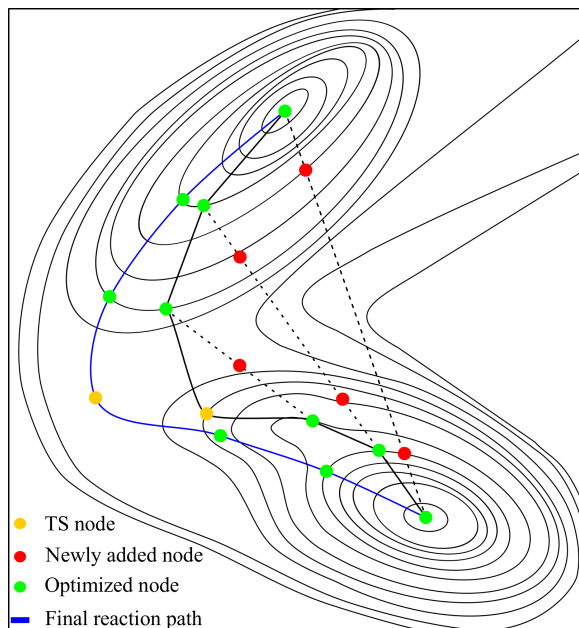 TS node
Newly added node
Optimized node
Final reaction path